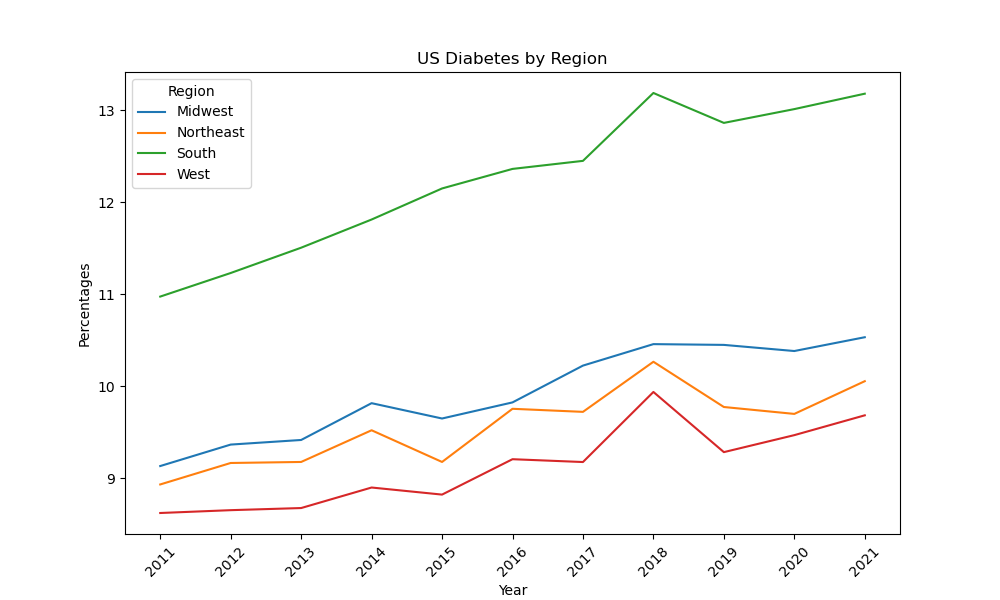 US Diabetes by Region
Region
Midwest
Northeast
South
West
Percentages
13
12
11
10
9
2011
2012
2013
2014
2015
2016
2017
2018
2019
2020
2021
Year